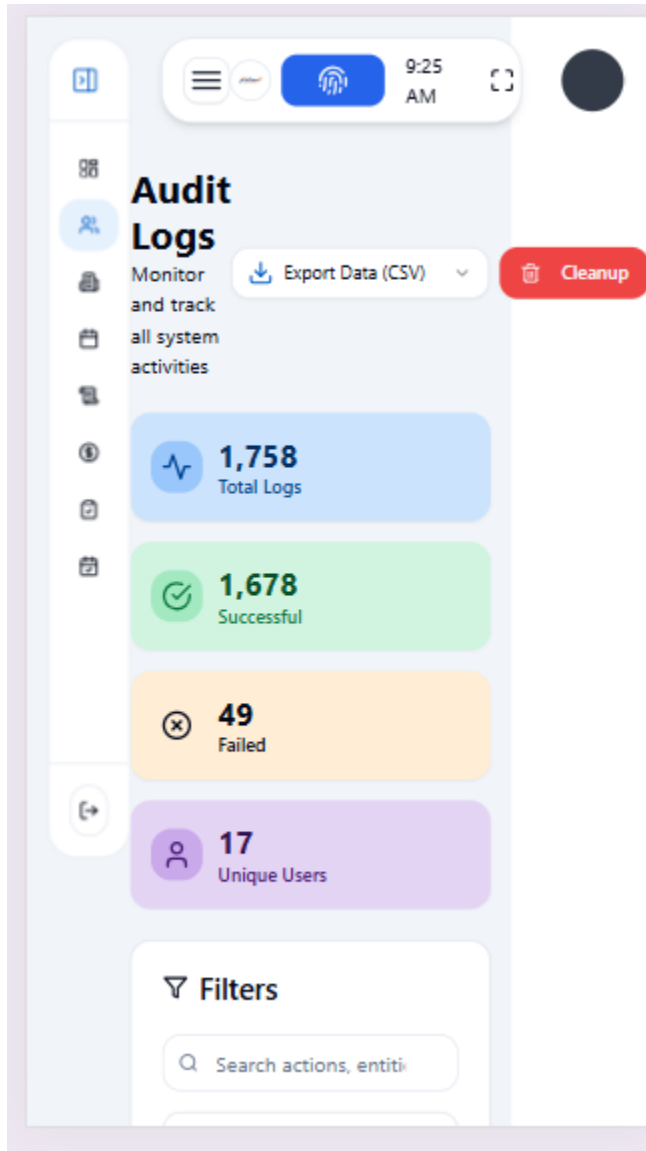 9:25
AM
Audit
Logs
Monitor
and track
all system
activities
Export Data (CSV)
Cleanup
1,758
Total Logs
1,678
Successful
49
Failed
17
Unique Users
Filters
Search actions, entiti